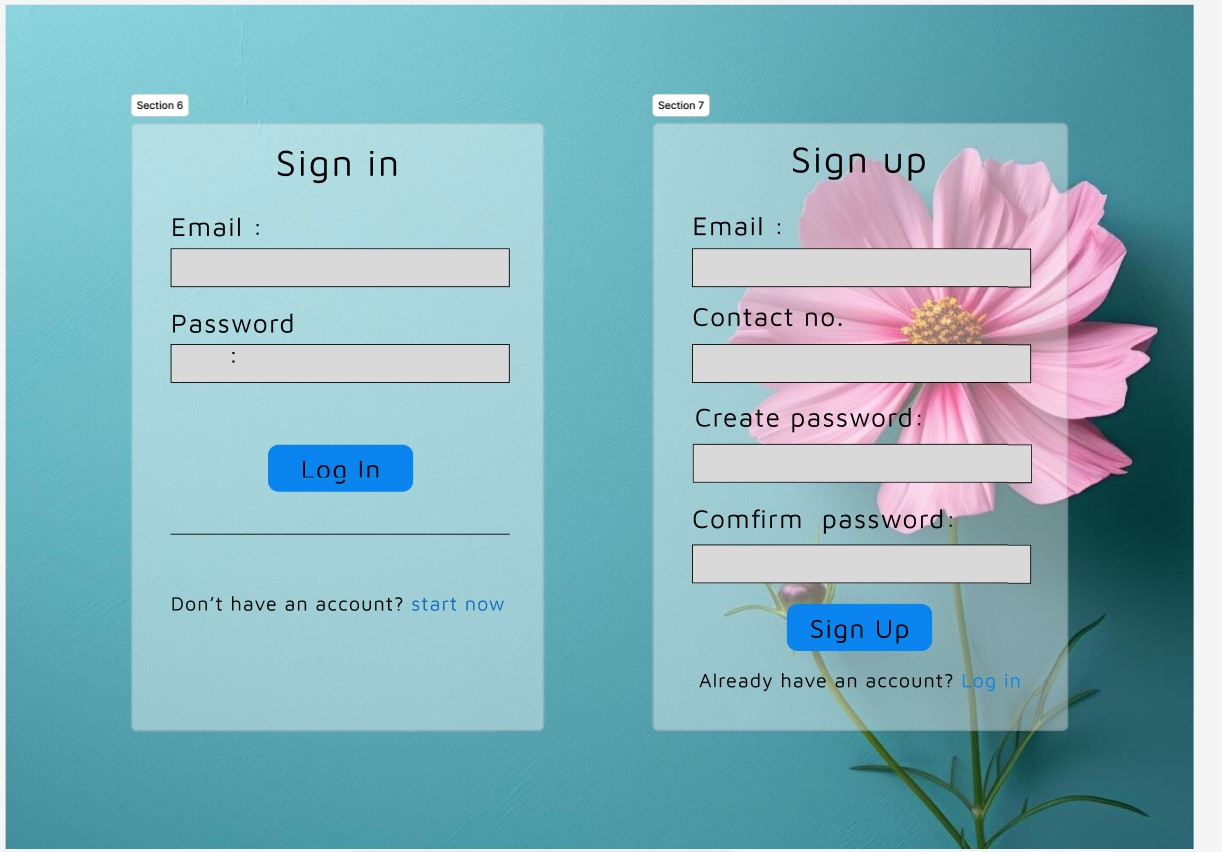 Section 6
Sign in
Email :
Password
:
Log In
Don’t have an account? start now
Section 7
Sign up
Email :
Contact no.
Create password:
Comfirm  password:
Sign Up
Already have an account? Log in